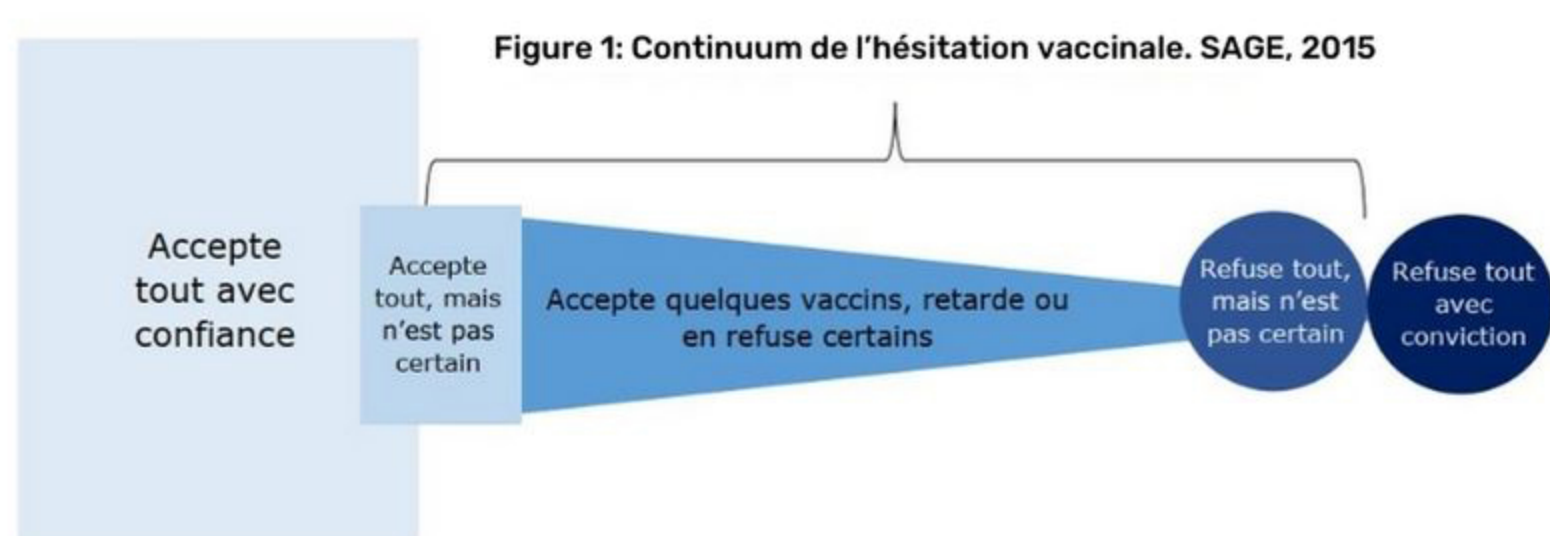 Figure 1: Continuum de l'hésitation vaccinale. SAGE, 2015
Accepte
tout avec
confiance
Accepte
tout, mais
n'est pas
certain
Accepte quelques vaccins, retarde ou
en refuse certains
Refuse tout,
mais n'est
pas certain
Refuse tout
avec
conviction